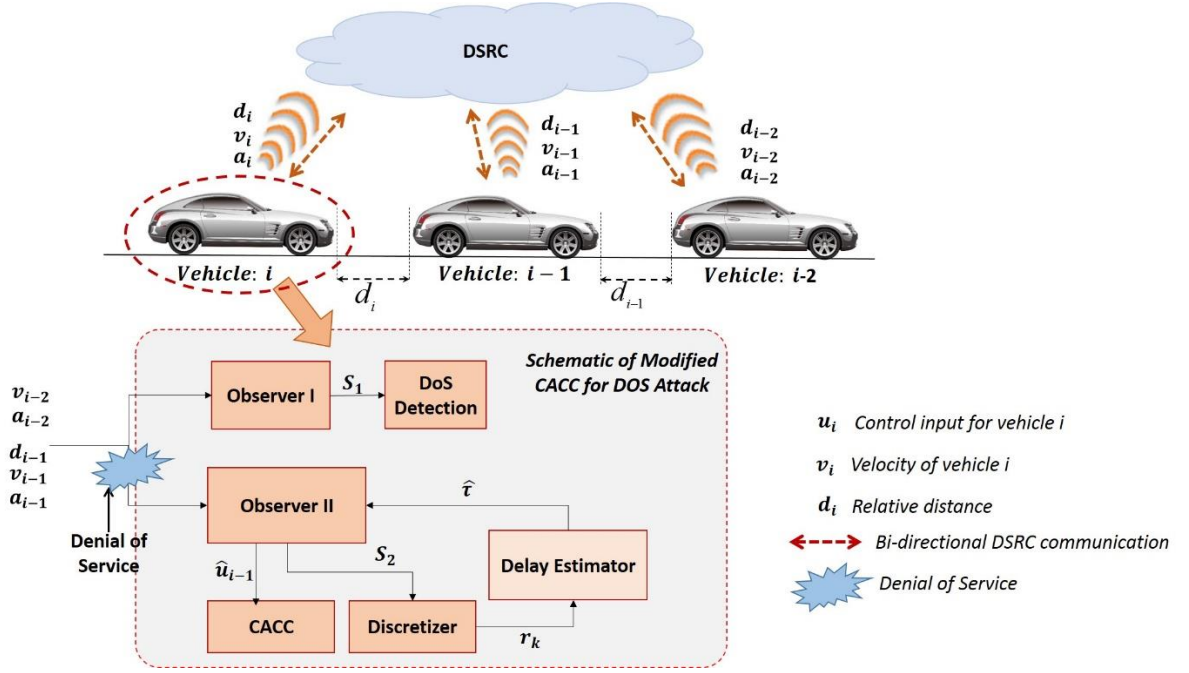 DSRC
d_i
v_i
a_i
d_{i−1}
v_{i−1}
a_{i−1}
d_{i-2}
v_{i-2}
a_{i-2}
Vehicle: i
Vehicle: i − 1
Vehicle: i-2
d_i
d_{i-1}
Schematic of Modified
CACC for DOS Attack
Observer I
S_1
DoS
Detection
v_{i-2}
a_{i-2}
d_{i−1}
v_{i−1}
a_{i−1}
Denial of
Service
Observer II
τ̂
û_{i−1}
S_2
Delay Estimator
CACC
Discretizer
r_k
u_i Control input for vehicle i
v_i Velocity of vehicle i
d_i Relative distance
Bi-directional DSRC communication
Denial of Service